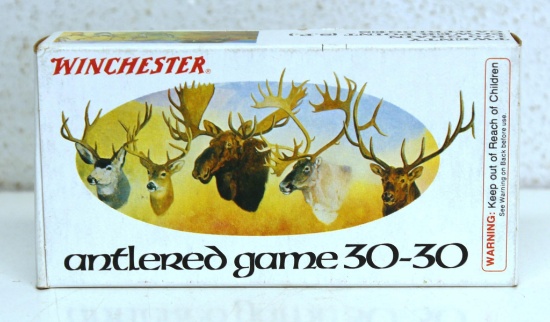 WINCHESTER®
antlered game 30-30
WARNING: Keep out of Reach of Children
See Warning on Back before use.